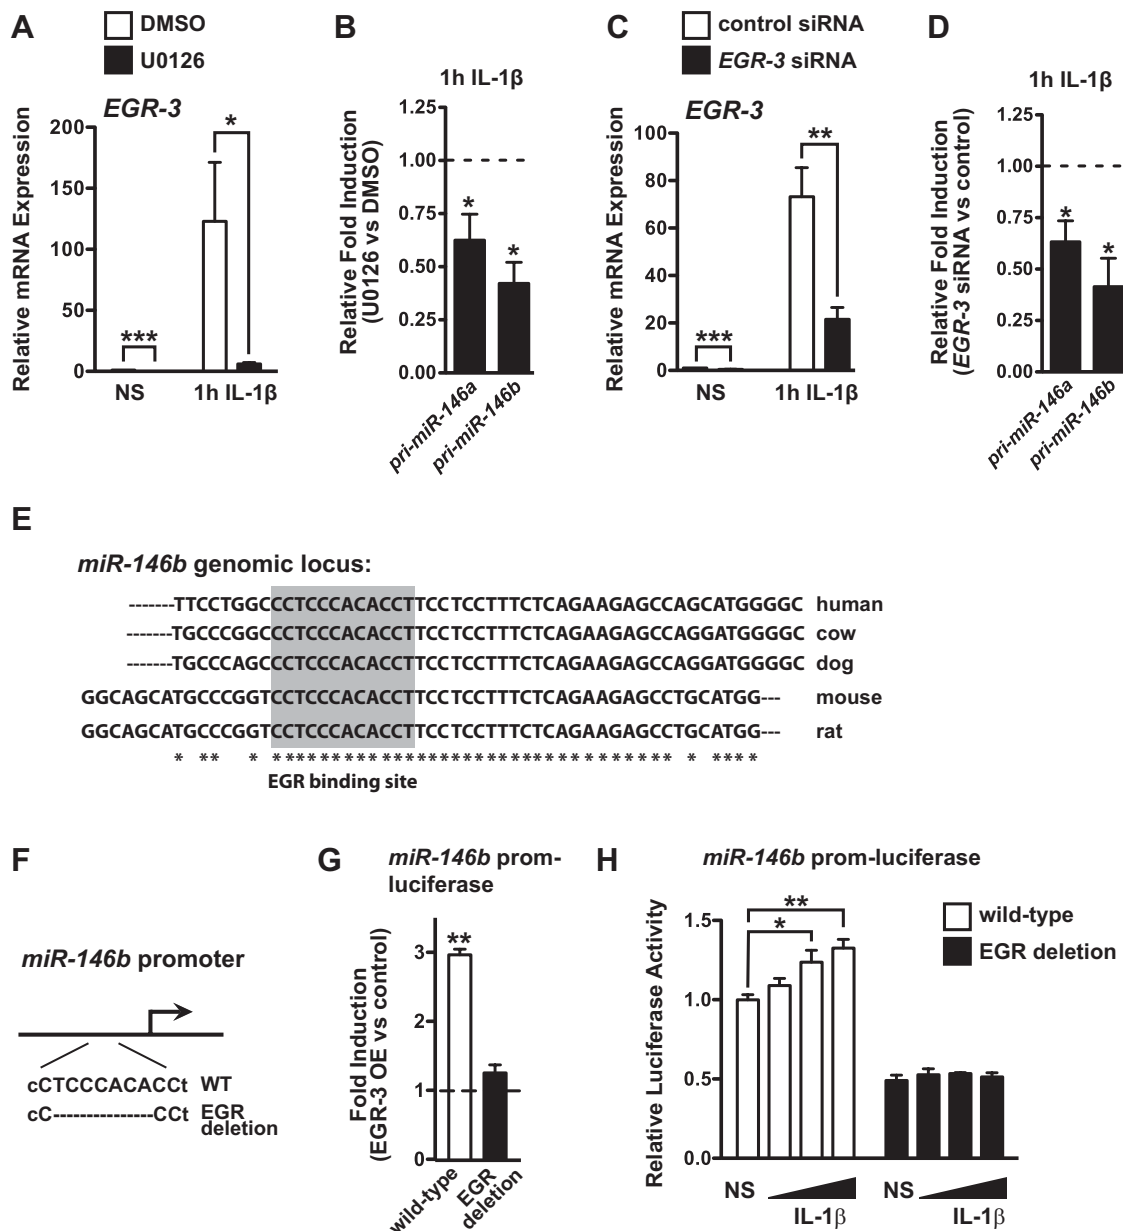 A
DMSO
U0126
EGR-3
Relative mRNA Expression
200
150
100
50
0
***
*
NS
1h IL-1β
B
1h IL-1β
Relative Fold Induction
(U0126 vs DMSO)
1.25
1.00
0.75
0.50
0.25
0.00
*
*
pri-miR-146a
pri-miR-146b
C
control siRNA
EGR-3 siRNA
EGR-3
Relative mRNA Expression
100
80
60
40
20
0
***
**
NS
1h IL-1β
D
1h IL-1β
Relative Fold Induction
(EGR-3 siRNA vs control)
1.25
1.00
0.75
0.50
0.25
0.00
*
*
pri-miR-146a
pri-miR-146b
E
miR-146b genomic locus:
-------TTCCTGGCCCTCCCACACCTTCCTCCTTTCTCAGAAGAGCCAGCATGGGGC human
-------TGCCCGGCCCTCCCACACCTTCCTCCTTTCTCAGAAGAGCCAGGATGGGGC cow
-------TGCCCAGCCCTCCCACACCTTCCTCCTTTCTCAGAAGAGCCAGGATGGGGC dog
GGCAGCATGCCCGGTCCTCCCACACCTTCCTCCTTTCTCAGAAGAGCCTGCATGG--- mouse
GGCAGCATGCCCGGTCCTCCCACACCTTCCTCCTTTCTCAGAAGAGCCTGCATGG--- rat
* ** * ********************************* * ****
EGR binding site
F
miR-146b promoter
cCTCCCACACCt WT
cC---------------CCt EGR
deletion
G
miR-146b prom-
luciferase
Fold Induction
(EGR-3 OE vs control)
3
2
1
0
**
wild-type
EGR
deletion
H
miR-146b prom-luciferase
wild-type
EGR deletion
Relative Luciferase Activity
1.5
1.0
0.5
0.0
**
*
NS
IL-1β
NS
IL-1β